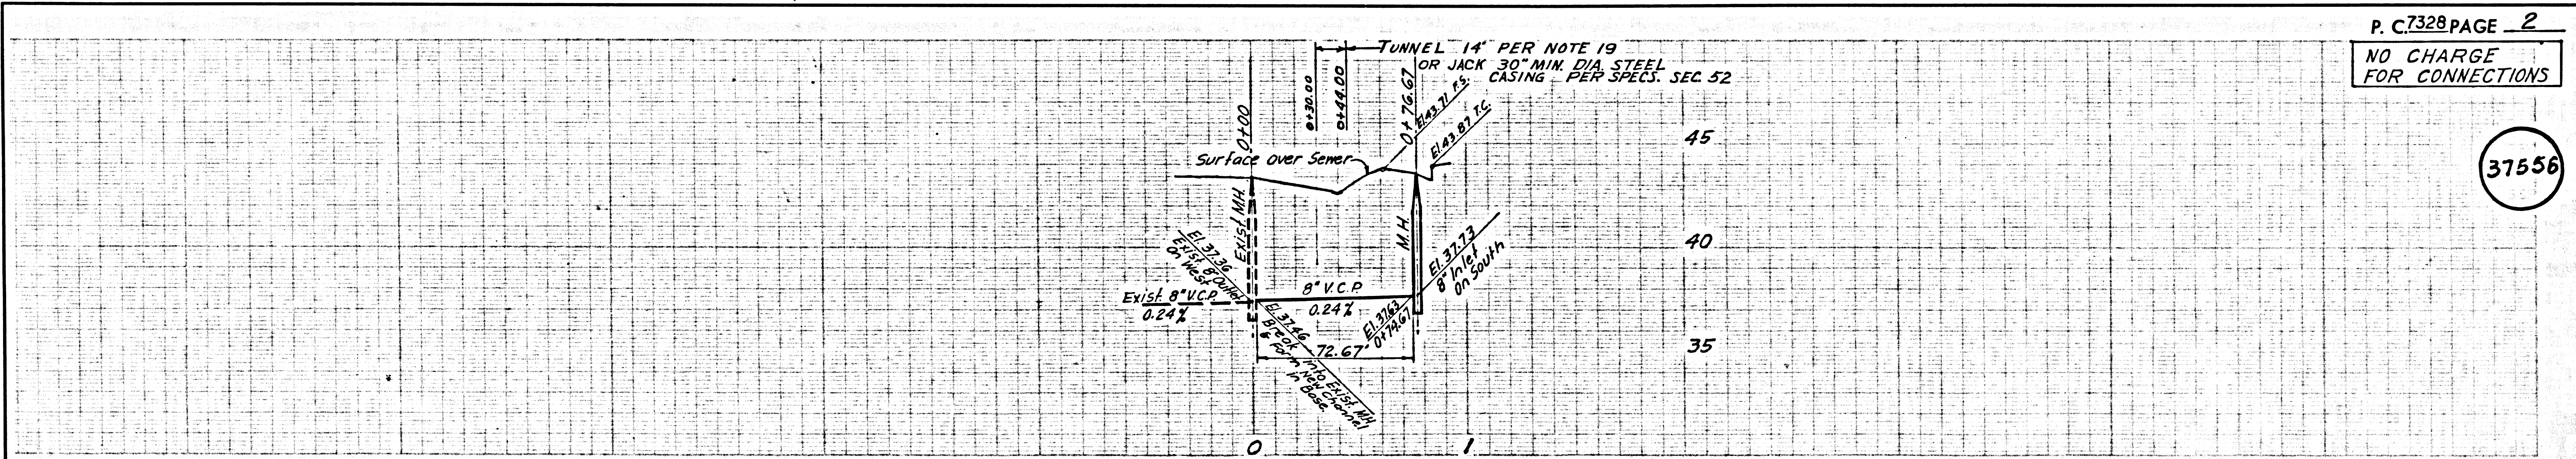 P. C. 7328 PAGE 2
NO CHARGE
FOR CONNECTIONS
37556
TUNNEL 14' PER NOTE 19
OR JACK 30" MIN. DIA. STEEL
CASING PER SPECS. SEC. 52
0+00
0+30.00
0+44.00
0+76.67
El. 43.71 F.S.
El. 43.87 T.C.
45
Surface over Sewer
Exist. M.H.
M.H.
40
El. 37.36
Exist. 8" Outlet
On West
El. 37.73
8" Inlet
On South
Exist. 8" V.C.P.
0.24%
8" V.C.P.
0.24%
El. 37.63
0+74.67
El. 37.46
Break into Exist. M.H.
& Form New Channel
in Base.
72.67'
35
0
1